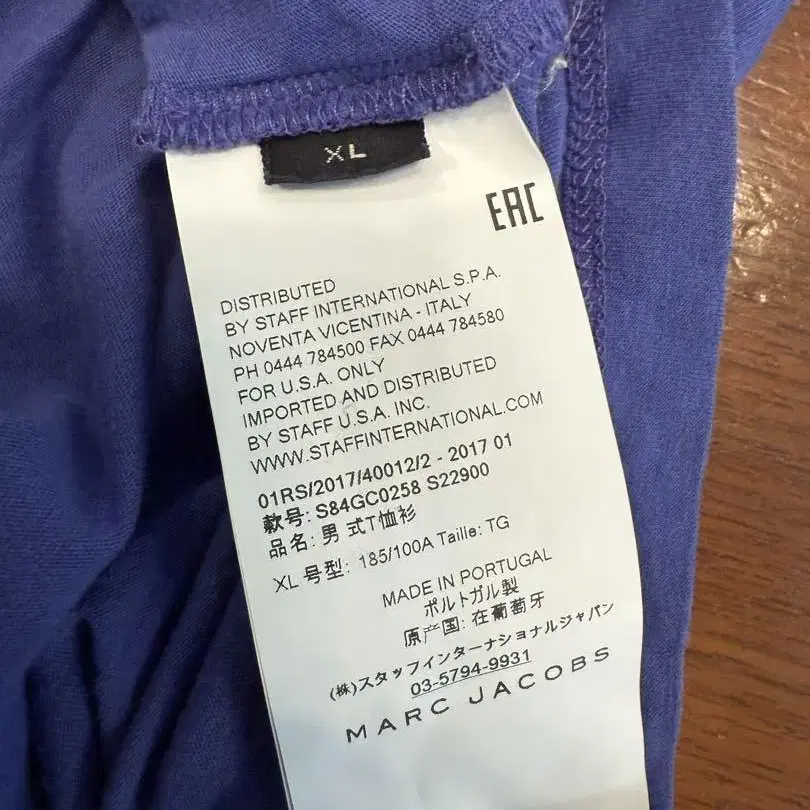 XL
EAC
DISTRIBUTED
BY STAFF INTERNATIONAL S.P.A.
NOVENTA VICENTINA - ITALY
PH 0444 784500 FAX 0444 784580
FOR U.S.A. ONLY
IMPORTED AND DISTRIBUTED
BY STAFF U.S.A. INC.
WWW.STAFFINTERNATIONAL.COM
01RS/2017/40012/2 - 2017 01
款号: S84GC0258 S22900
品名: 男 式T恤衫
XL 号型: 185/100A Taille: TG
MADE IN PORTUGAL
ポルトガル製
原产国: 在葡萄牙
(株)スタッフインターナショナルジャパン
03-5794-9931
MARC JACOBS